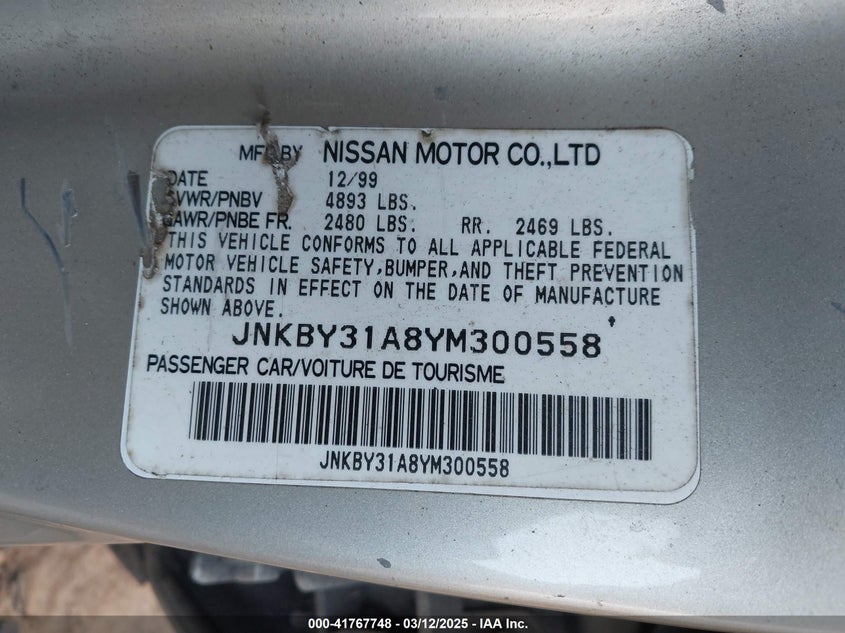 MFG BY NISSAN MOTOR CO.,LTD
DATE 12/99
GVWR/PNBV 4893 LBS.
GAWR/PNBE FR. 2480 LBS. RR. 2469 LBS.
THIS VEHICLE CONFORMS TO ALL APPLICABLE FEDERAL
MOTOR VEHICLE SAFETY,BUMPER,AND THEFT PREVENTION
STANDARDS IN EFFECT ON THE DATE OF MANUFACTURE
SHOWN ABOVE.
JNKBY31A8YM300558
PASSENGER CAR/VOITURE DE TOURISME
JNKBY31A8YM300558
000-41767748 - 03/12/2025 - IAA Inc.